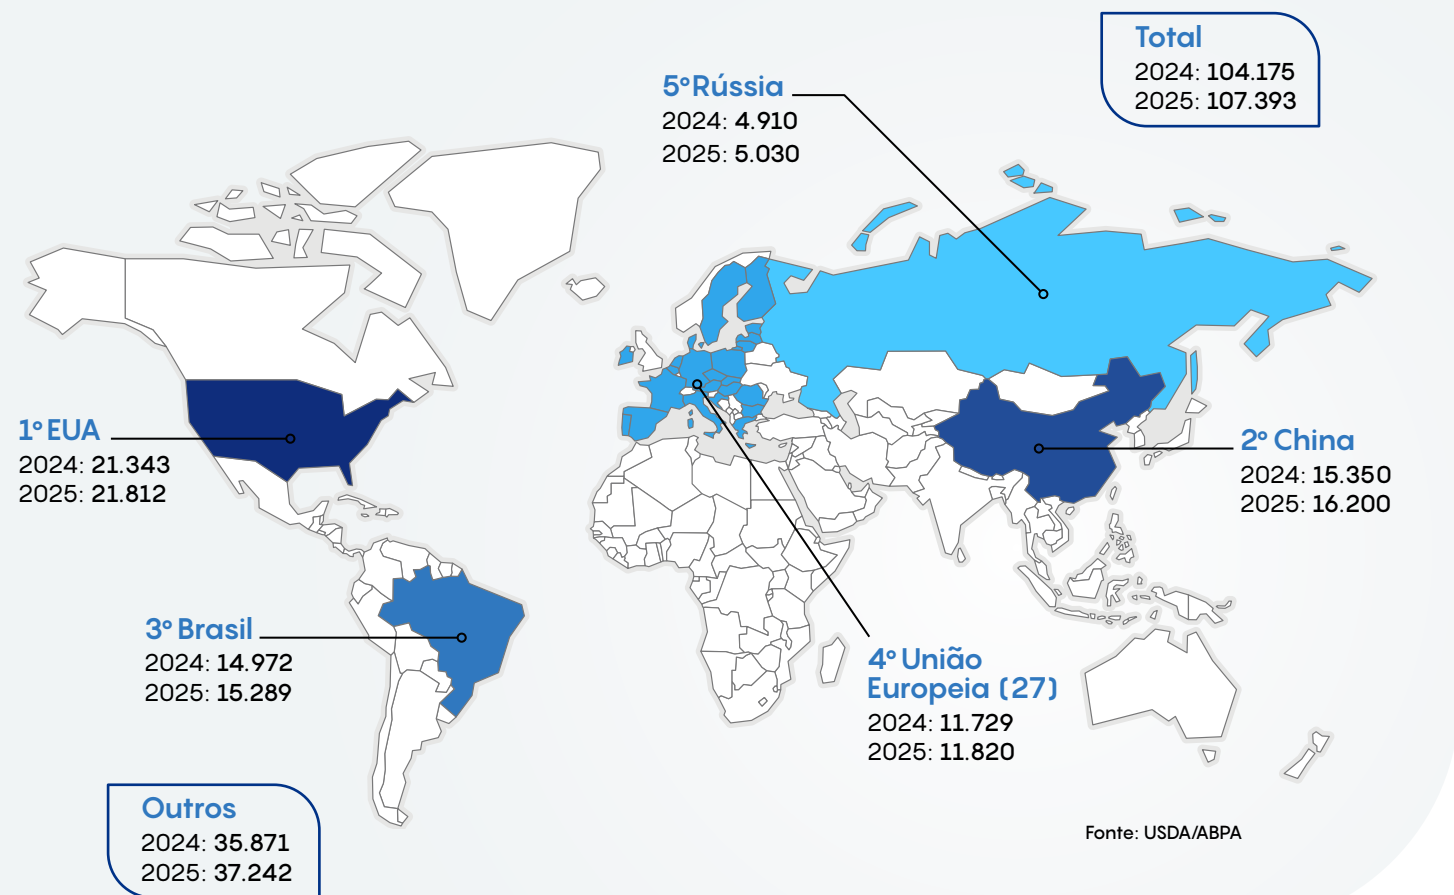 Total
2024: 104.175
2025: 107.393
5º Rússia
2024: 4.910
2025: 5.030
1º EUA
2024: 21.343
2025: 21.812
2º China
2024: 15.350
2025: 16.200
3º Brasil
2024: 14.972
2025: 15.289
4º União
Europeia (27)
2024: 11.729
2025: 11.820
Outros
2024: 35.871
2025: 37.242
Fonte: USDA/ABPA